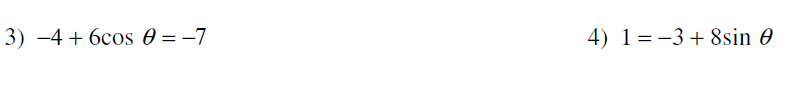 3) −4 + 6cos θ = −7
4) 1 = −3 + 8sin θ